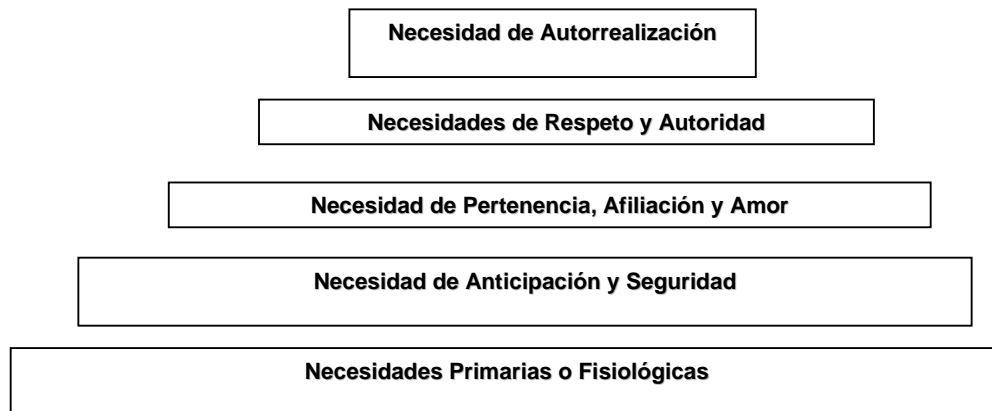 Necesidad de Autorrealización
Necesidades de Respeto y Autoridad
Necesidad de Pertenencia, Afiliación y Amor
Necesidad de Anticipación y Seguridad
Necesidades Primarias o Fisiológicas